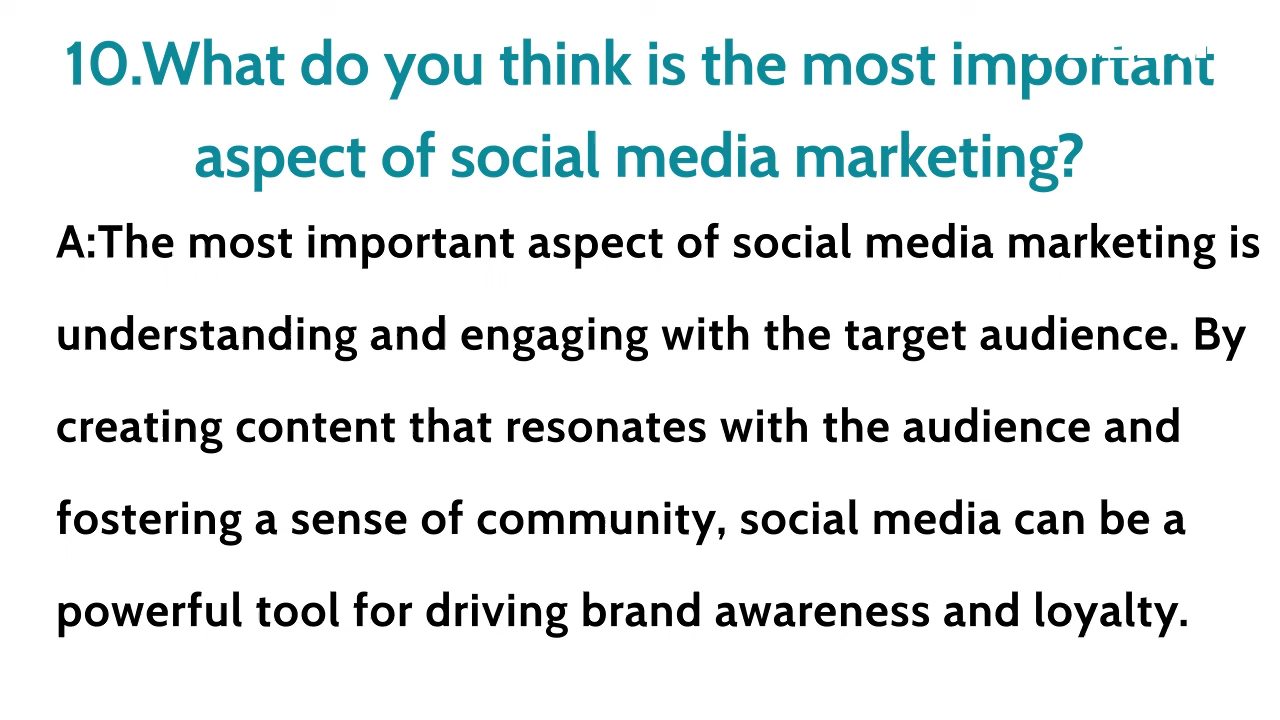 10.What do you think is the most important
aspect of social media marketing?
A:The most important aspect of social media marketing is
understanding and engaging with the target audience. By
creating content that resonates with the audience and
fostering a sense of community, social media can be a
powerful tool for driving brand awareness and loyalty.